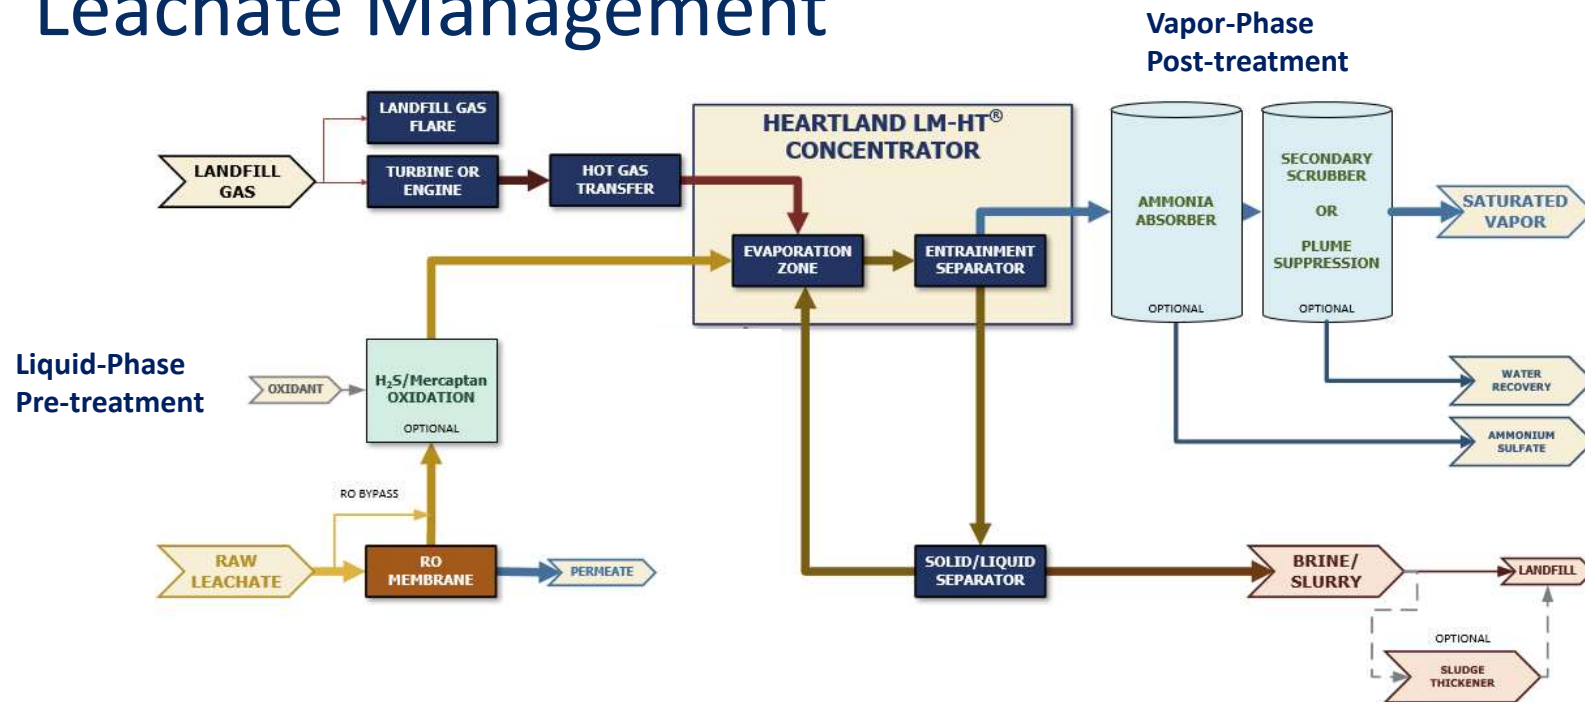 Leachate Management
Vapor-Phase
Post-treatment
LANDFILL GAS
FLARE
LANDFILL
GAS
TURBINE OR
ENGINE
HOT GAS
TRANSFER
HEARTLAND LM-HT®
CONCENTRATOR
EVAPORATION
ZONE
ENTRAINMENT
SEPARATOR
AMMONIA
ABSORBER
OPTIONAL
SECONDARY
SCRUBBER
OR
PLUME
SUPPRESSION
OPTIONAL
SATURATED
VAPOR
Liquid-Phase
Pre-treatment
OXIDANT
H₂S/Mercaptan
OXIDATION
OPTIONAL
WATER
RECOVERY
AMMONIUM
SULFATE
RO BYPASS
RAW
LEACHATE
RO
MEMBRANE
PERMEATE
SOLID/LIQUID
SEPARATOR
BRINE/
SLURRY
LANDFILL
OPTIONAL
SLUDGE
THICKENER